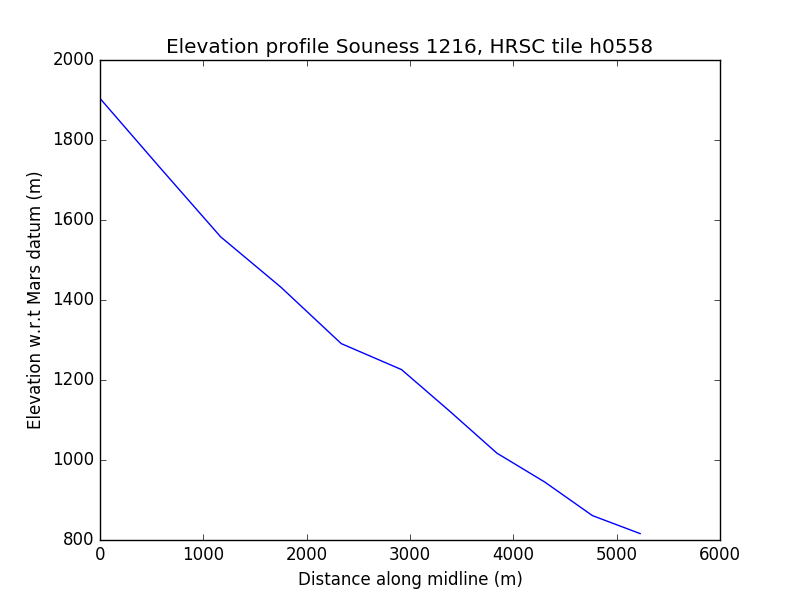 Elevation profile Souness 1216, HRSC tile h0558
2000
1800
1600
1400
1200
1000
800
Elevation w.r.t Mars datum (m)
0 1000 2000 3000 4000 5000 6000
Distance along midline (m)